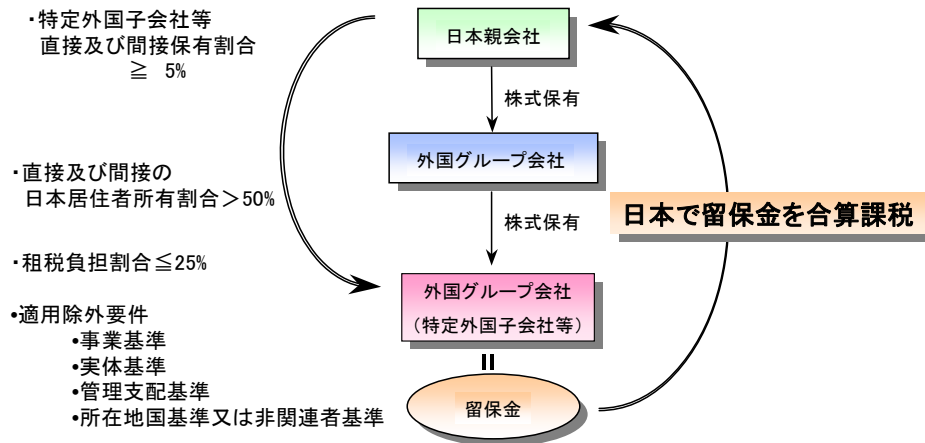 ・特定外国子会社等
直接及び間接保有割合
≧ 5%
・直接及び間接の
日本居住者所有割合＞50%
・租税負担割合≦25%
•適用除外要件
•事業基準
•実体基準
•管理支配基準
•所在地国基準又は非関連者基準
日本親会社
株式保有
外国グループ会社
株式保有
外国グループ会社
（特定外国子会社等）
留保金
日本で留保金を合算課税